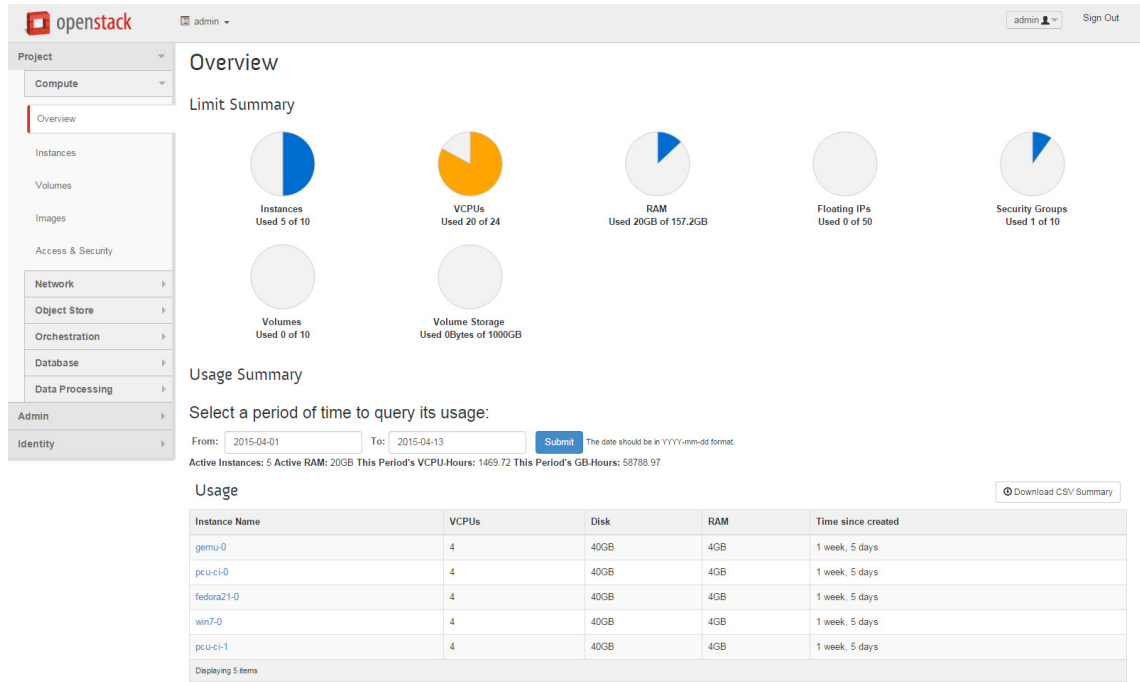 openstack
admin
admin
Sign Out
Project
Compute
Overview
Instances
Volumes
Images
Access & Security
Network
Object Store
Orchestration
Database
Data Processing
Admin
Identity
Overview
Limit Summary
Instances
Used 5 of 10
VCPUs
Used 20 of 24
RAM
Used 20GB of 157.2GB
Floating IPs
Used 0 of 50
Security Groups
Used 1 of 10
Volumes
Used 0 of 10
Volume Storage
Used 0Bytes of 1000GB
Usage Summary
Select a period of time to query its usage:
From: 2015-04-01 To: 2015-04-13 Submit The date should be in YYYY-mm-dd format.
Active Instances: 5 Active RAM: 20GB This Period's VCPU-Hours: 1469.72 This Period's GB-Hours: 58788.97
Usage
Download CSV Summary
Instance Name VCPUs Disk RAM Time since created
gemu-0 4 40GB 4GB 1 week, 5 days
pcu-ci-0 4 40GB 4GB 1 week, 5 days
fedora21-0 4 40GB 4GB 1 week, 5 days
win7-0 4 40GB 4GB 1 week, 5 days
pcu-ci-1 4 40GB 4GB 1 week, 5 days
Displaying 5 items